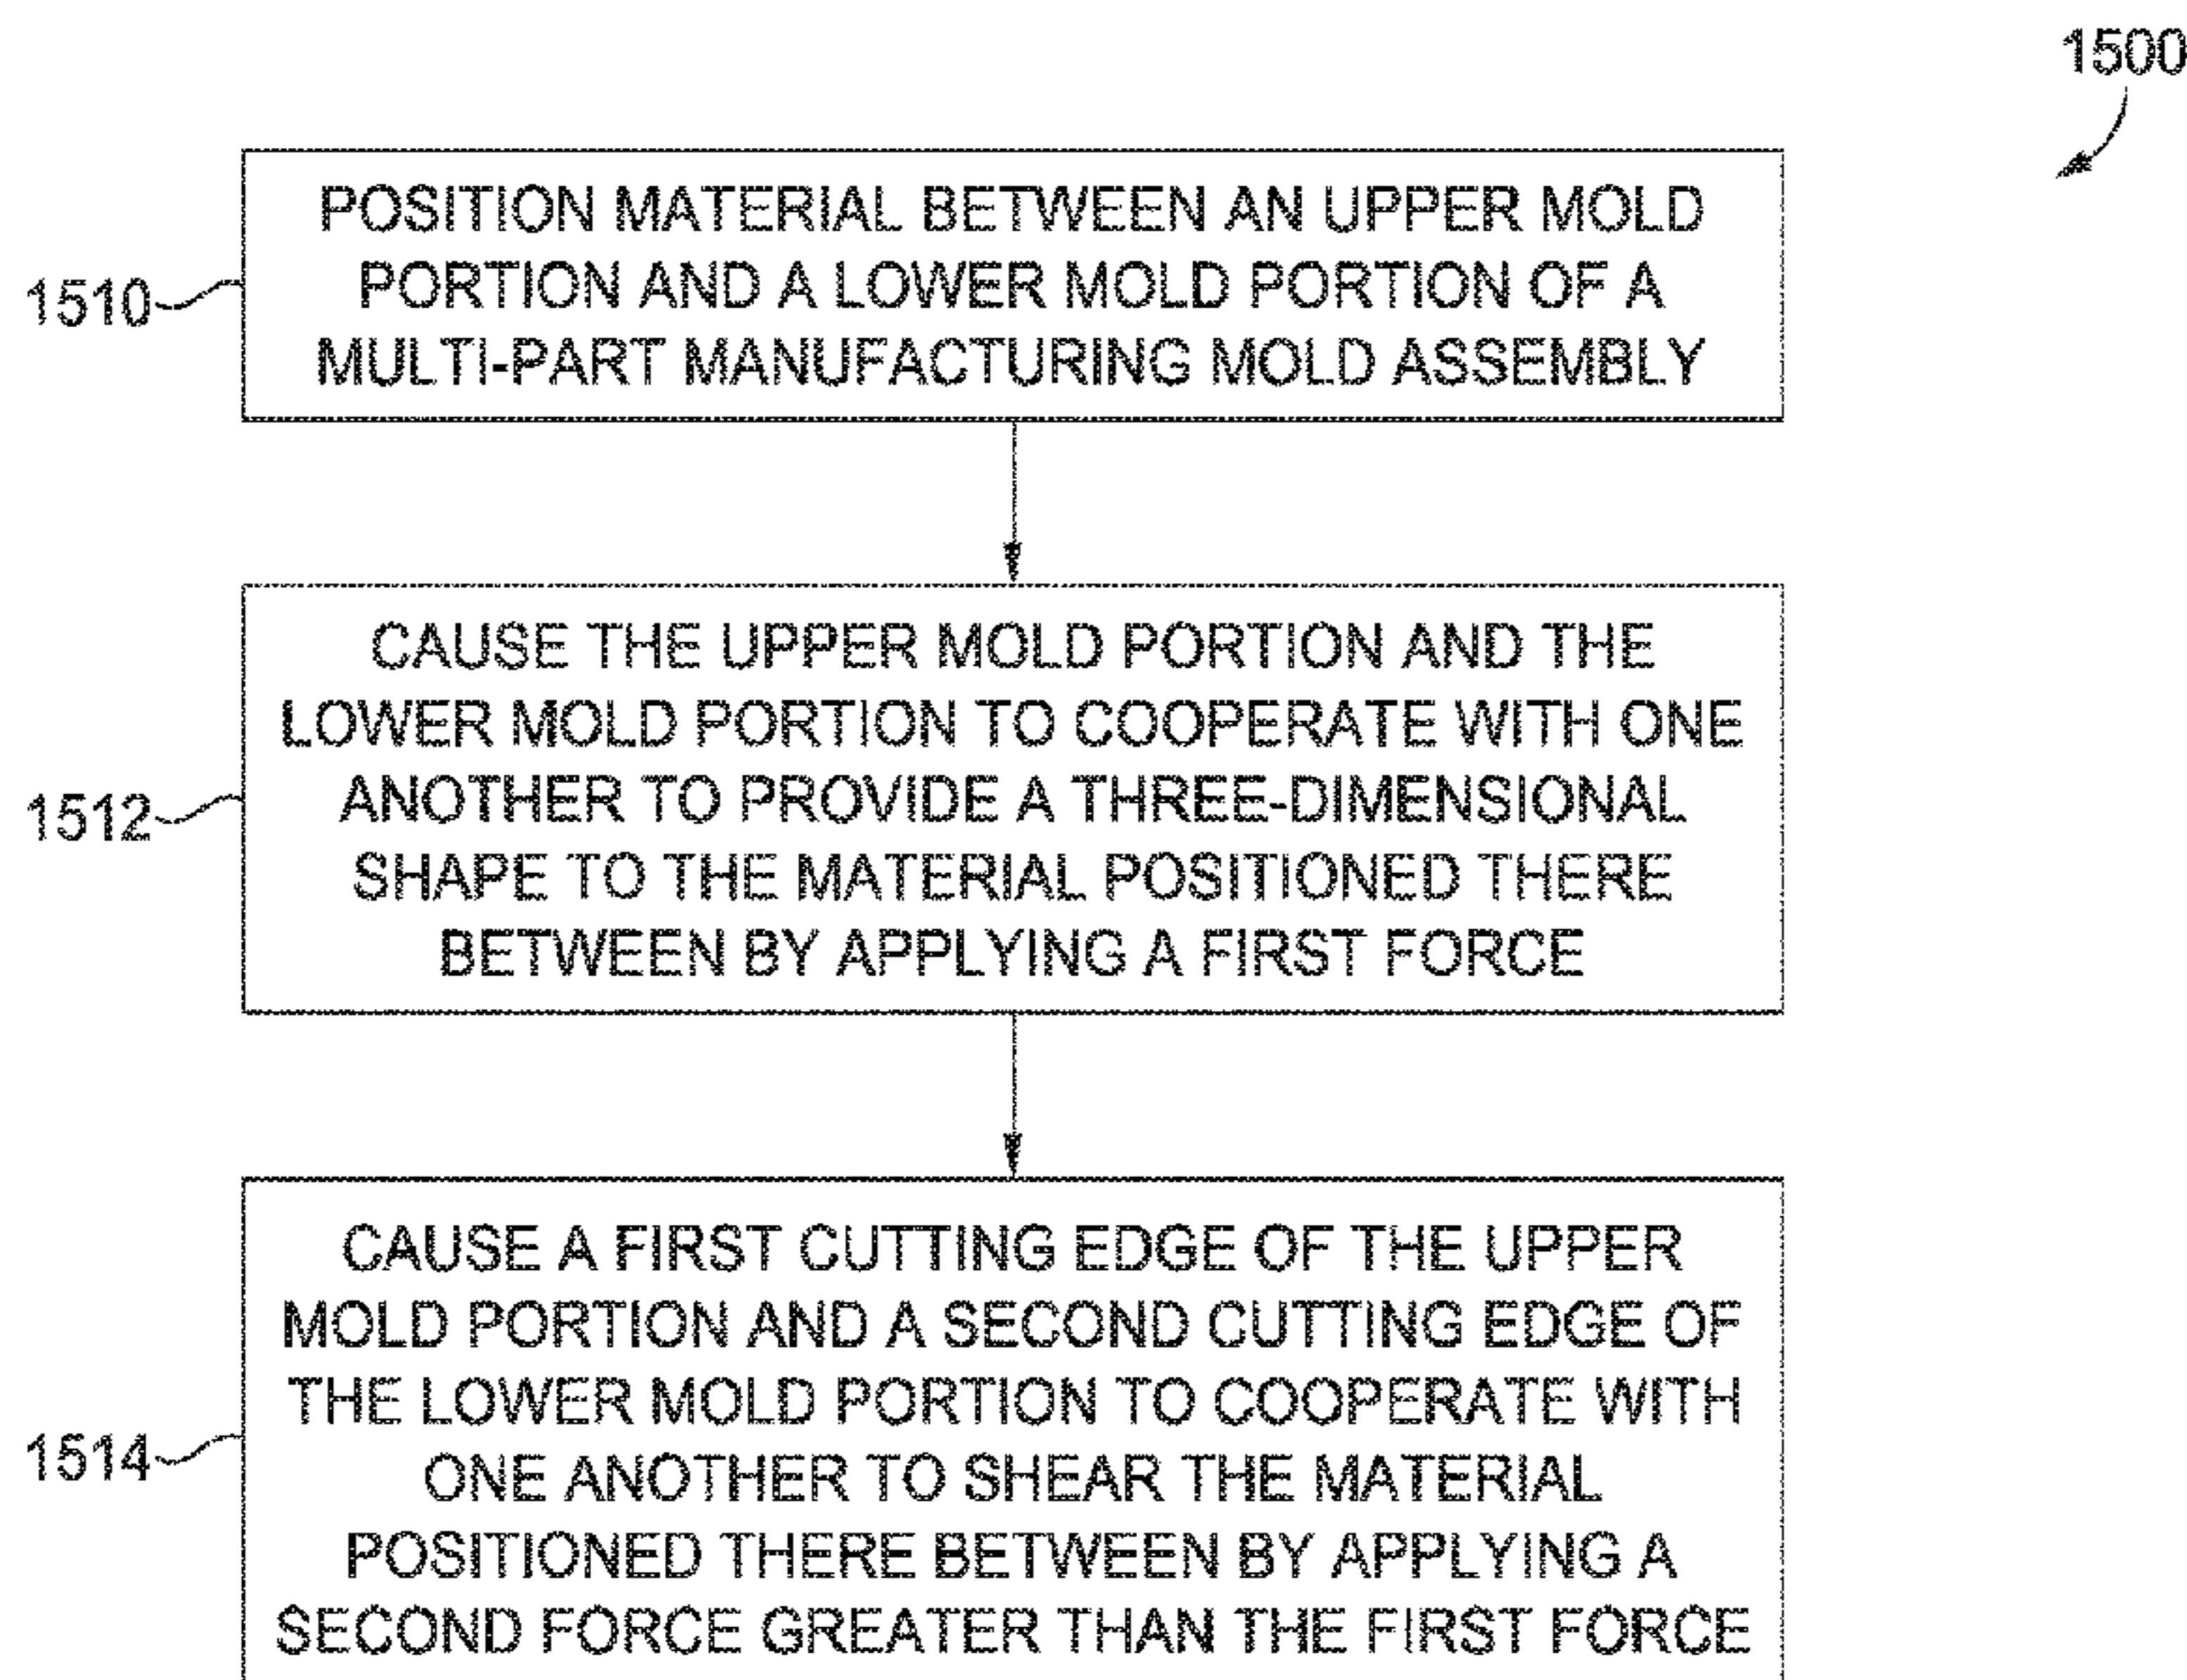 1500
POSITION MATERIAL BETWEEN AN UPPER MOLD
PORTION AND A LOWER MOLD PORTION OF A
MULTI-PART MANUFACTURING MOLD ASSEMBLY
1510
CAUSE THE UPPER MOLD PORTION AND THE
LOWER MOLD PORTION TO COOPERATE WITH ONE
ANOTHER TO PROVIDE A THREE-DIMENSIONAL
SHAPE TO THE MATERIAL POSITIONED THERE
BETWEEN BY APPLYING A FIRST FORCE
1512
CAUSE A FIRST CUTTING EDGE OF THE UPPER
MOLD PORTION AND A SECOND CUTTING EDGE OF
THE LOWER MOLD PORTION TO COOPERATE WITH
ONE ANOTHER TO SHEAR THE MATERIAL
POSITIONED THERE BETWEEN BY APPLYING A
SECOND FORCE GREATER THAN THE FIRST FORCE
1514